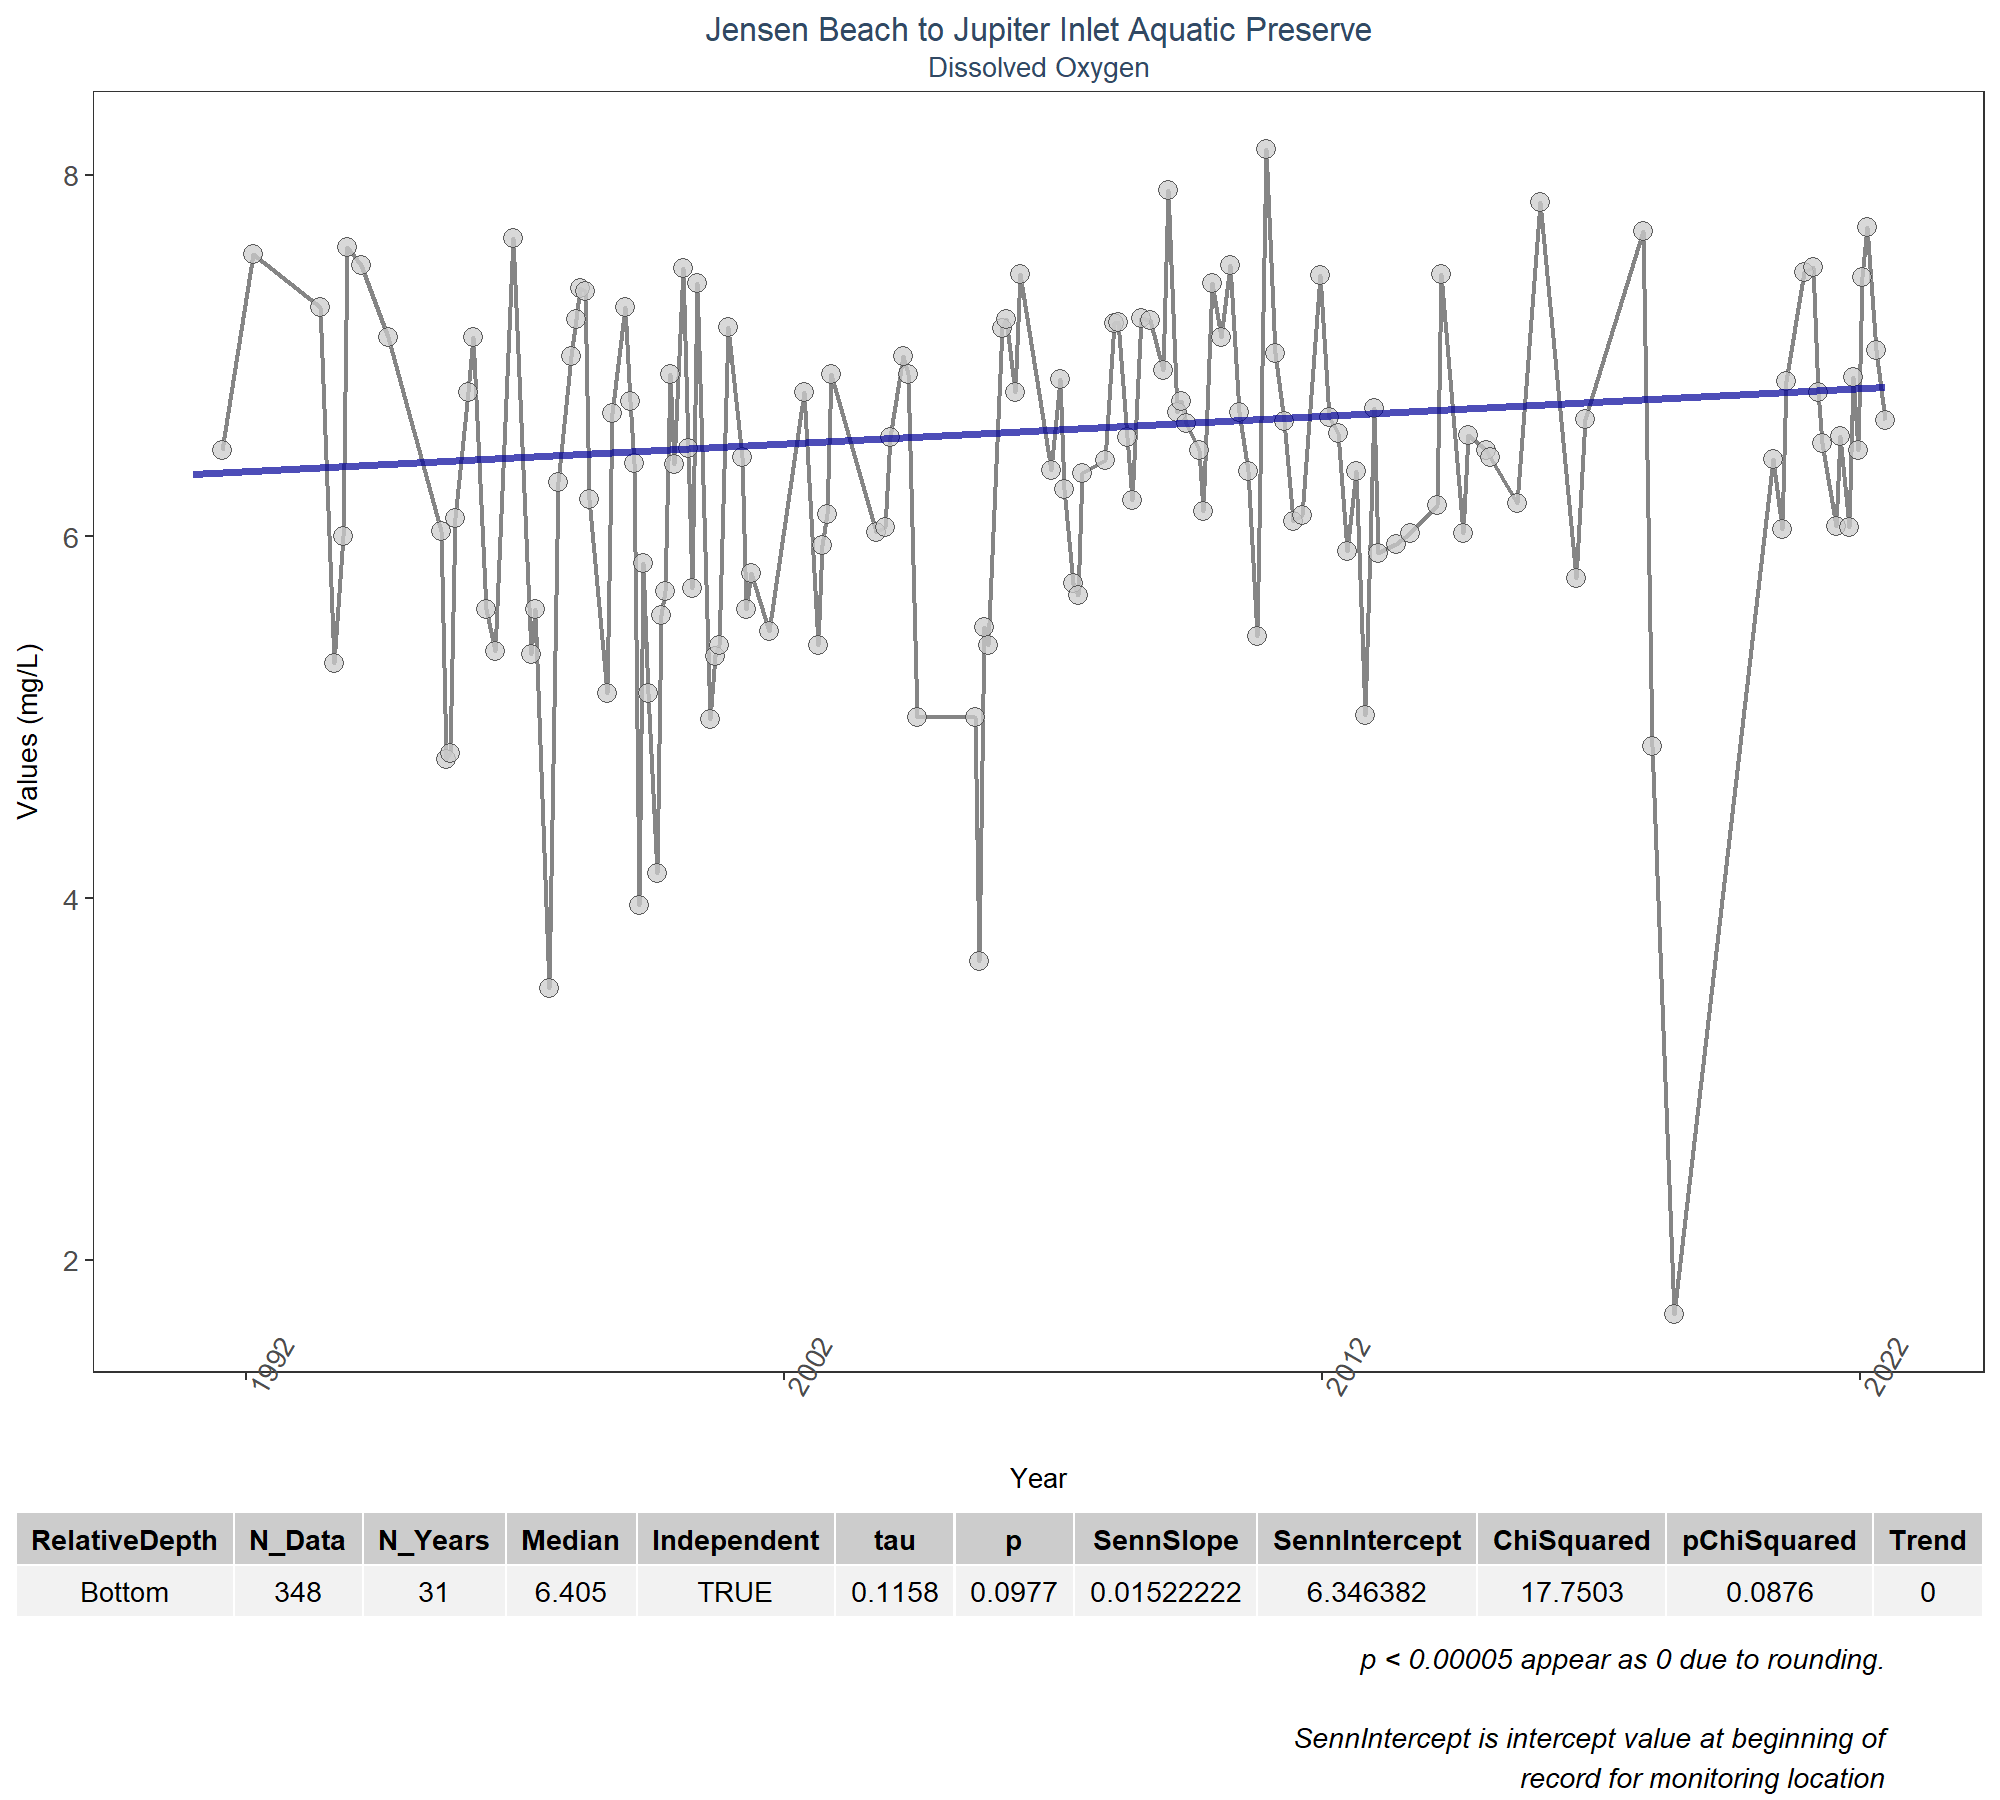 Jensen Beach to Jupiter Inlet Aquatic Preserve
Dissolved Oxygen
8
6
4
2
Values (mg/L)
1992
2002
2012
2022
Year
RelativeDepth N_Data N_Years Median Independent tau p SennSlope SennIntercept ChiSquared pChiSquared Trend
Bottom 348 31 6.405 TRUE 0.1158 0.0977 0.01522222 6.346382 17.7503 0.0876 0
p < 0.00005 appear as 0 due to rounding.
SennIntercept is intercept value at beginning of
record for monitoring location